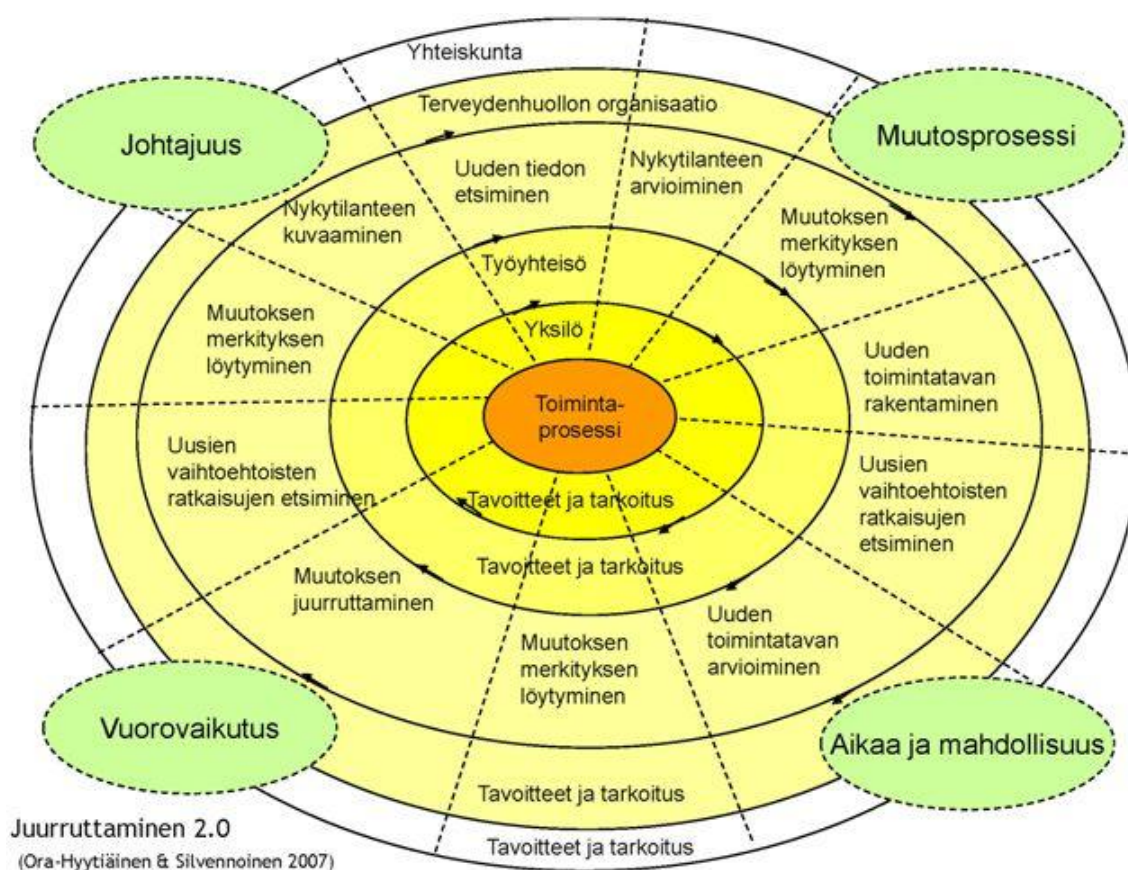 Yhteiskunta
Terveydenhuollon organisaatio
Johtajuus
Muutosprosessi
Uuden tiedon
etsiminen
Nykytilanteen
arvioiminen
Nykytilanteen
kuvaaminen
Muutoksen
merkityksen
löytyminen
Työyhteisö
Muutoksen
merkityksen
löytyminen
Yksilö
Uuden
toimintatavan
rakentaminen
Toiminta-
prosessi
Uusien
vaihtoehtoisten
ratkaisujen etsiminen
Uusien
vaihtoehtoisten
ratkaisujen
etsiminen
Tavoitteet ja tarkoitus
Tavoitteet ja tarkoitus
Muutoksen
juurruttaminen
Uuden
toimintatavan
arvioiminen
Muutoksen
merkityksen
löytyminen
Vuorovaikutus
Aikaa ja mahdollisuus
Tavoitteet ja tarkoitus
Tavoitteet ja tarkoitus
Juurruttaminen 2.0
(Ora-Hyytiäinen & Silvennoinen 2007)